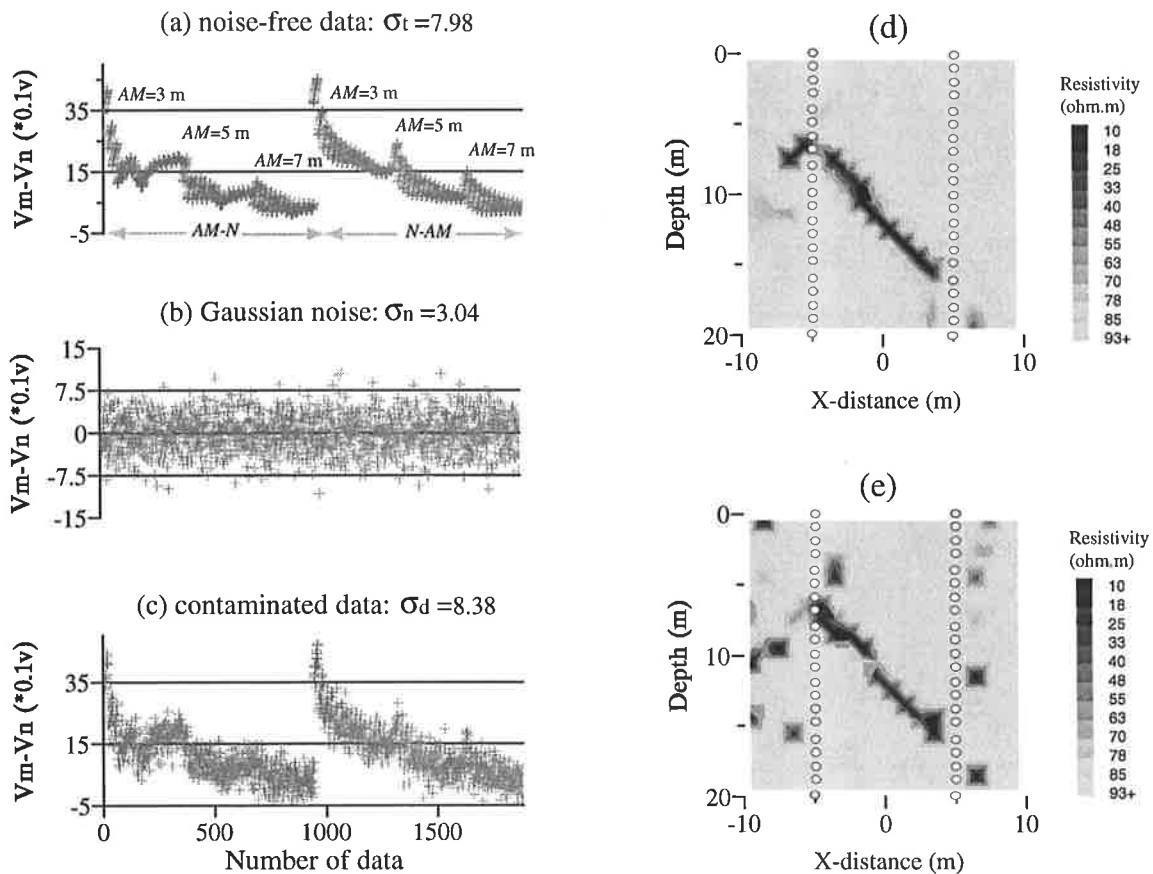 (a) noise-free data: σt =7.98
Vm-Vn (*0.1v)
35
15
-5
AM=3 m
AM=5 m
AM=7 m
AM=3 m
AM=5 m
AM=7 m
AM-N
N-AM
(b) Gaussian noise: σn =3.04
Vm-Vn (*0.1v)
15
7.5
0
-7.5
-15
(c) contaminated data: σd =8.38
Vm-Vn (*0.1v)
35
15
-5
0
500
1000
1500
Number of data
(d)
Depth (m)
0
10
20
-10
0
10
X-distance (m)
Resistivity
(ohm.m)
10
18
25
33
40
48
55
63
70
78
85
93+
(e)
Depth (m)
0
10
20
-10
0
10
X-distance (m)
Resistivity
(ohm.m)
10
18
25
33
40
48
55
63
70
78
85
93+